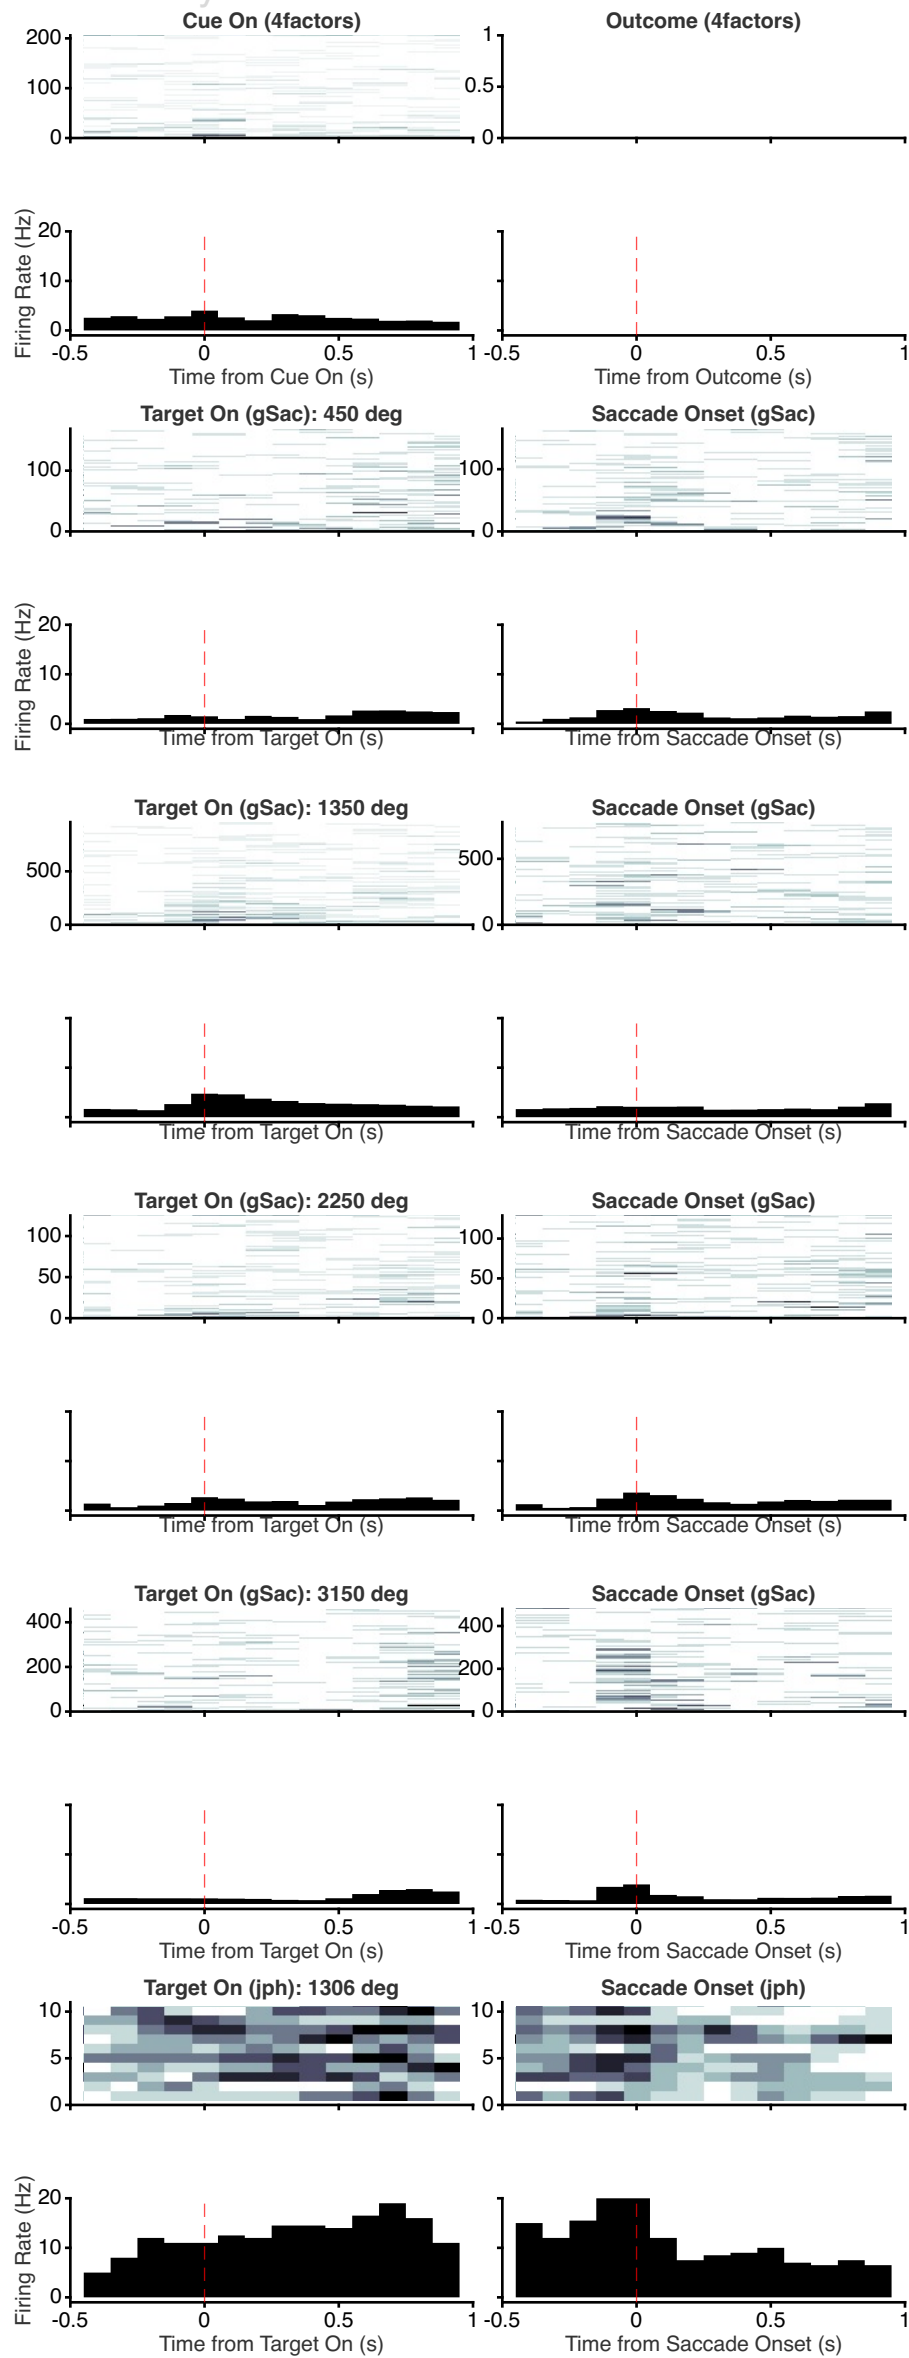 Cue On (4factors) Outcome (4factors)
200
100
0
1
0.5
0
Firing Rate (Hz)
20
10
0
-0.5 0 0.5 1 -0.5 0 0.5 1
Time from Cue On (s) Time from Outcome (s)
Target On (gSac): 450 deg Saccade Onset (gSac)
100
0
100
0
Firing Rate (Hz)
20
10
0
Time from Target On (s) Time from Saccade Onset (s)
Target On (gSac): 1350 deg Saccade Onset (gSac)
500
0
500
0
Time from Target On (s) Time from Saccade Onset (s)
Target On (gSac): 2250 deg Saccade Onset (gSac)
100
50
0
100
50
0
Time from Target On (s) Time from Saccade Onset (s)
Target On (gSac): 3150 deg Saccade Onset (gSac)
400
200
0
400
200
0
-0.5 0 0.5 1 -0.5 0 0.5 1
Time from Target On (s) Time from Saccade Onset (s)
Target On (jph): 1306 deg Saccade Onset (jph)
10
5
0
10
5
0
Firing Rate (Hz)
20
10
0
-0.5 0 0.5 1 -0.5 0 0.5 1
Time from Target On (s) Time from Saccade Onset (s)